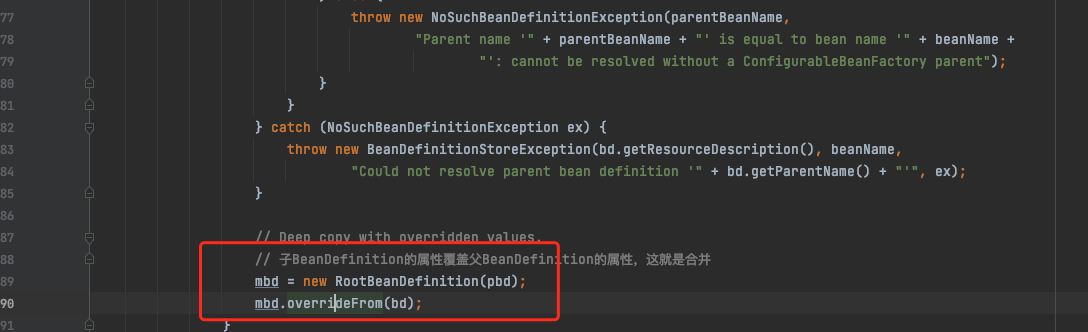 77 throw new NoSuchBeanDefinitionException(parentBeanName,
78 "Parent name '" + parentBeanName + "' is equal to bean name '" + beanName +
79 "': cannot be resolved without a ConfigurableBeanFactory parent");
80 }
81 }
82 } catch (NoSuchBeanDefinitionException ex) {
83 throw new BeanDefinitionStoreException(bd.getResourceDescription(), beanName,
84 "Could not resolve parent bean definition '" + bd.getParentName() + "'", ex);
85 }
86
87 // Deep copy with overridden values.
88 // 子BeanDefinition的属性覆盖父BeanDefinition的属性，这就是合并
89 mbd = new RootBeanDefinition(pbd);
90 mbd.overrideFrom(bd);
91 }